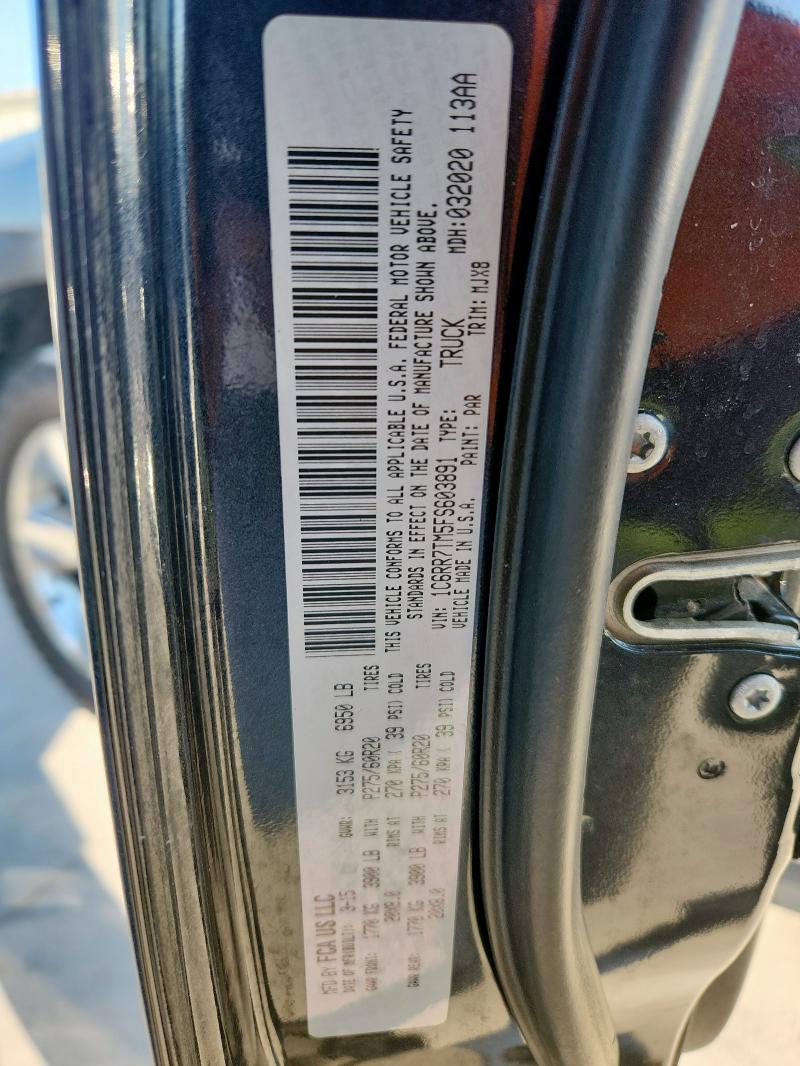 MFD BY FCA US LLC
DATE OF MFR(BUILT): 3-15 GVWR: 3153 KG 6950 LB
GAWR FRONT: 1770 KG 3900 LB WITH P275/60R20 TIRES
20X8.0 RIMS AT 270 KPA ( 39 PSI) COLD
GAWR REAR: 1770 KG 3900 LB WITH P275/60R20 TIRES
20X8.0 RIMS AT 270 KPA ( 39 PSI) COLD
THIS VEHICLE CONFORMS TO ALL APPLICABLE U.S.A. FEDERAL MOTOR VEHICLE SAFETY
STANDARDS IN EFFECT ON THE DATE OF MANUFACTURE SHOWN ABOVE.
VIN: 1C6RR7TM5FS603891 TYPE: TRUCK MDH:032020 113AA
VEHICLE MADE IN U.S.A. PAINT: PAR TRIM: MJX8